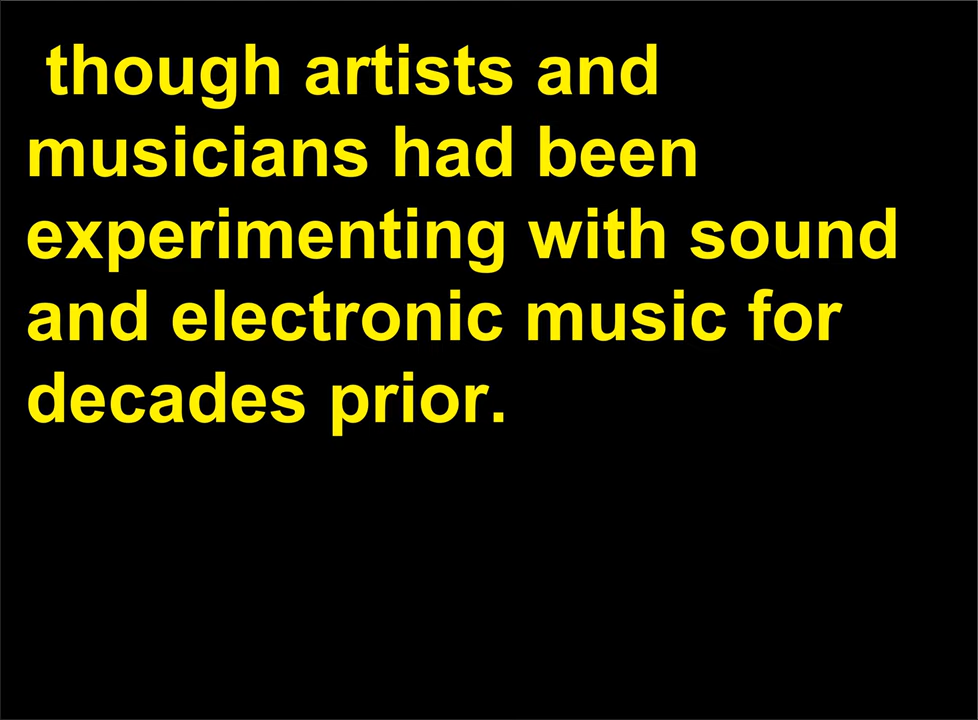 though artists and
musicians had been
experimenting with sound
and electronic music for
decades prior.